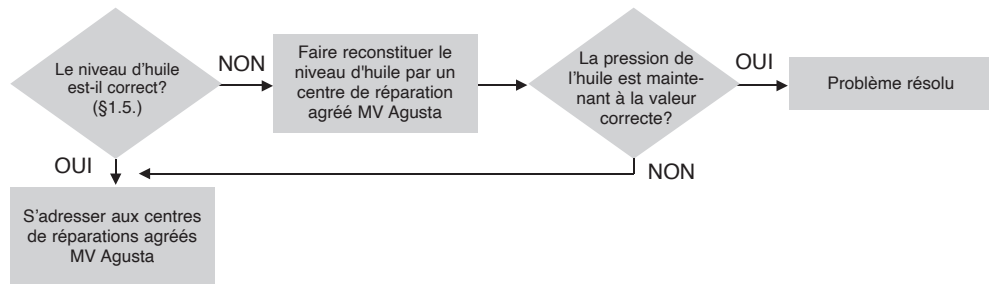 Le niveau d'huile
est-il correct?
(§1.5.)
NON
Faire reconstituer le
niveau d'huile par un
centre de réparation
agréé MV Agusta
La pression de
l'huile est mainte-
nant à la valeur
correcte?
OUI
Problème résolu
OUI
NON
S'adresser aux centres
de réparations agréés
MV Agusta